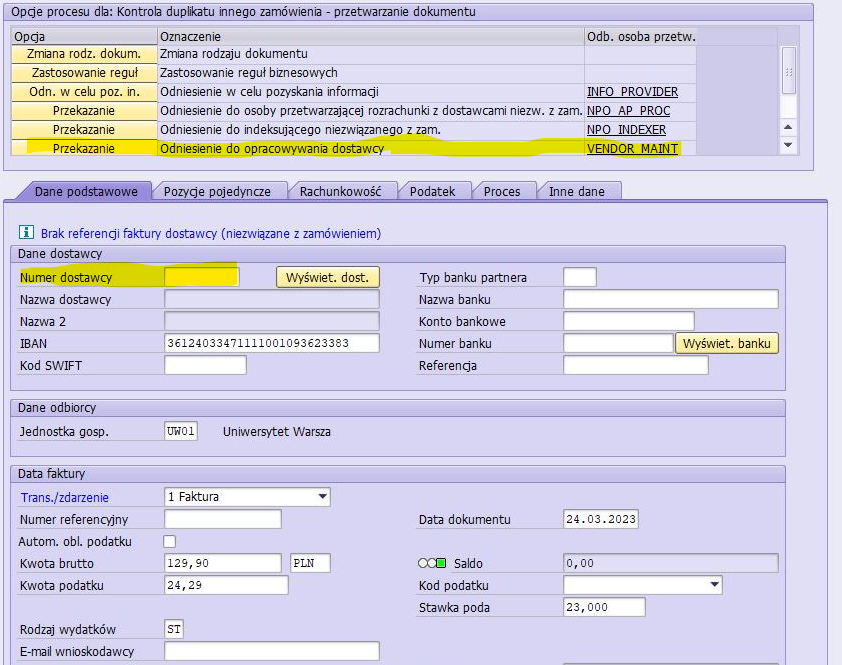 Opcje procesu dla: Kontrola duplikatu innego zamówienia - przetwarzanie dokumentu
Opcja Oznaczenie Odb. osoba przetw.
Zmiana rodz. dokum. Zmiana rodzaju dokumentu
Zastosowanie reguł Zastosowanie reguł biznesowych
Odn. w celu poz. in. Odniesienie w celu pozyskania informacji INFO_PROVIDER
Przekazanie Odniesienie do osoby przetwarzającej rozrachunki z dostawcami niezw. z zam. NPO_AP_PROC
Przekazanie Odniesienie do indeksującego niezwiązanego z zam. NPO_INDEXER
Przekazanie Odniesienie do opracowywania dostawcy VENDOR_MAINT
Dane podstawowe Pozycje pojedyncze Rachunkowość Podatek Proces Inne dane
Brak referencji faktury dostawcy (niezwiązane z zamówieniem)
Dane dostawcy
Numer dostawcy Wyświet. dost. Typ banku partnera
Nazwa dostawcy Nazwa banku
Nazwa 2 Konto bankowe
IBAN 36124033471111001093623383 Numer banku Wyświet. banku
Kod SWIFT Referencja
Dane odbiorcy
Jednostka gosp. UW01 Uniwersytet Warsza
Data faktury
Trans./zdarzenie 1 Faktura
Numer referencyjny Data dokumentu 24.03.2023
Autom. obl. podatku
Kwota brutto 129,90 PLN Saldo 0,00
Kwota podatku 24,29 Kod podatku
Stawka poda 23,000
Rodzaj wydatków ST
E-mail wnioskodawcy